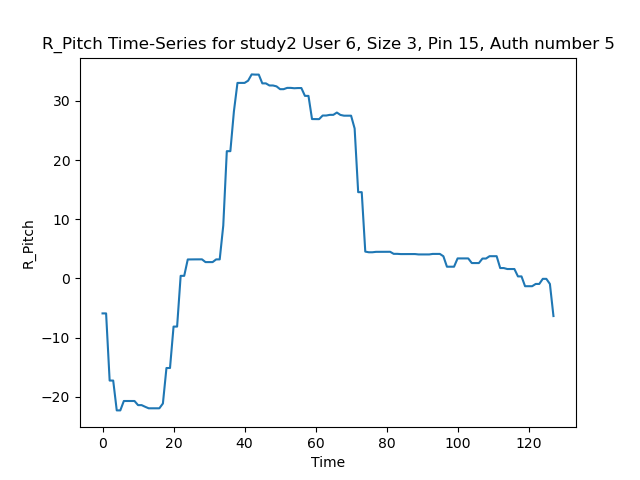 R_Pitch Time-Series for study2 User 6, Size 3, Pin 15, Auth number 5
30
20
10
0
−10
−20
R_Pitch
0 20 40 60 80 100 120
Time